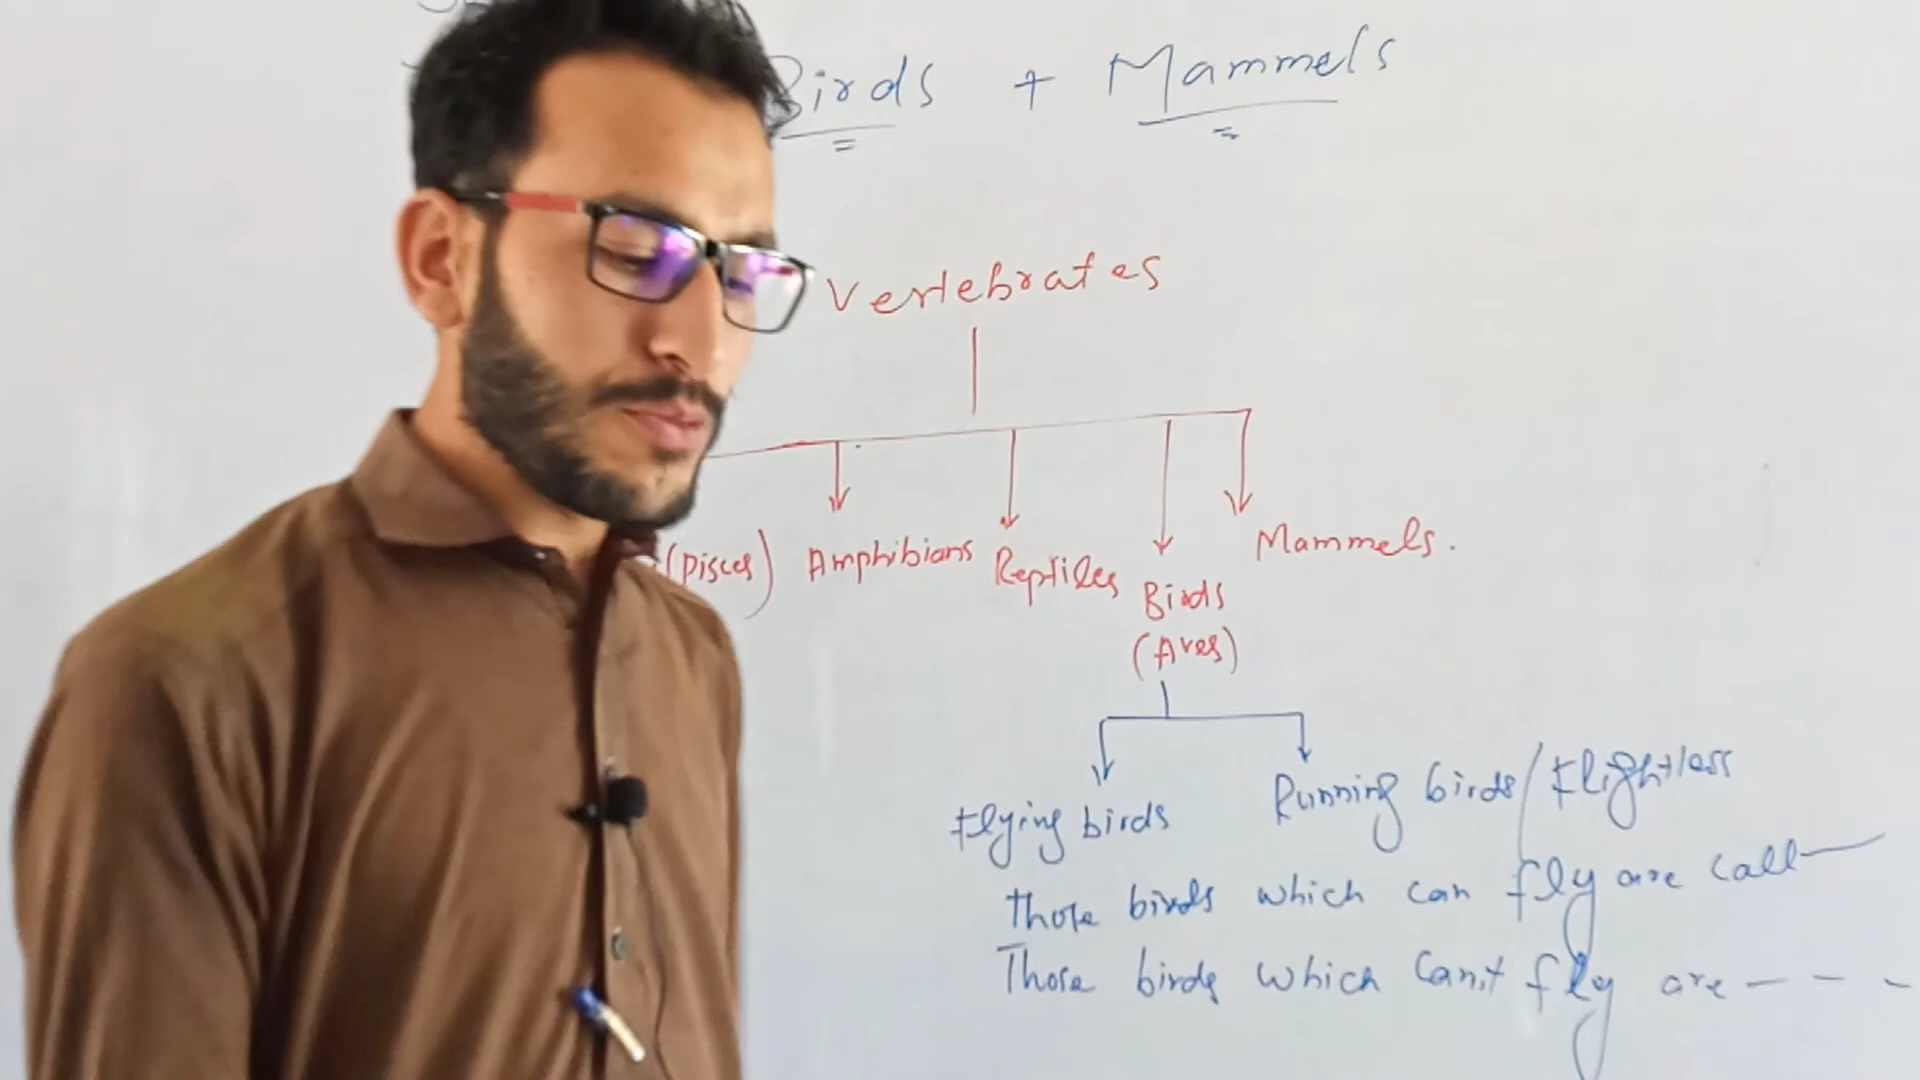 Birds + Mammels
Vertebrates
(Pisces) Amphibians Reptiles Birds Mammels.
(Aves)
Flying birds Running birds/Flightless
those birds which can fly are call
Those birds which can,t fly are - - -